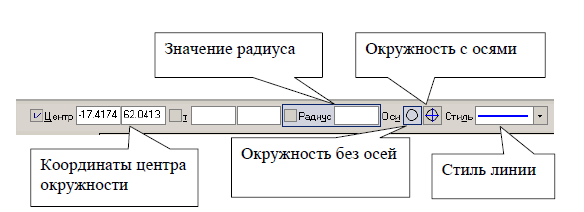 Значение радиуса
Окружность с осями
Центр -17.4174 62.0413 т Радиус Оси Стиль
Координаты центра
окружности
Окружность без осей
Стиль линии